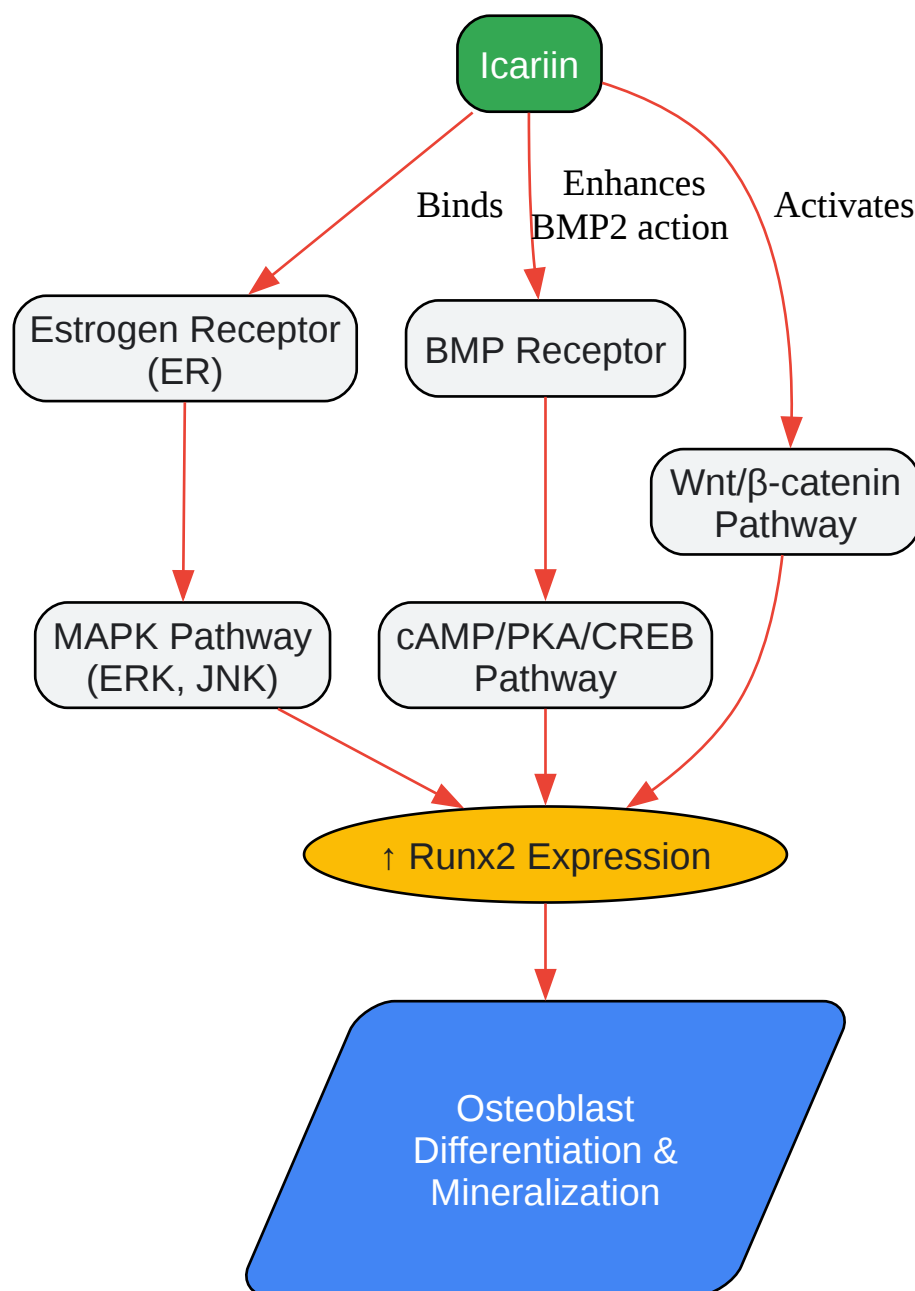 Icariin
Binds
Enhances
BMP2 action
Activates
Estrogen Receptor
(ER)
BMP Receptor
Wnt/β-catenin
Pathway
MAPK Pathway
(ERK, JNK)
cAMP/PKA/CREB
Pathway
↑ Runx2 Expression
Osteoblast
Differentiation &
Mineralization